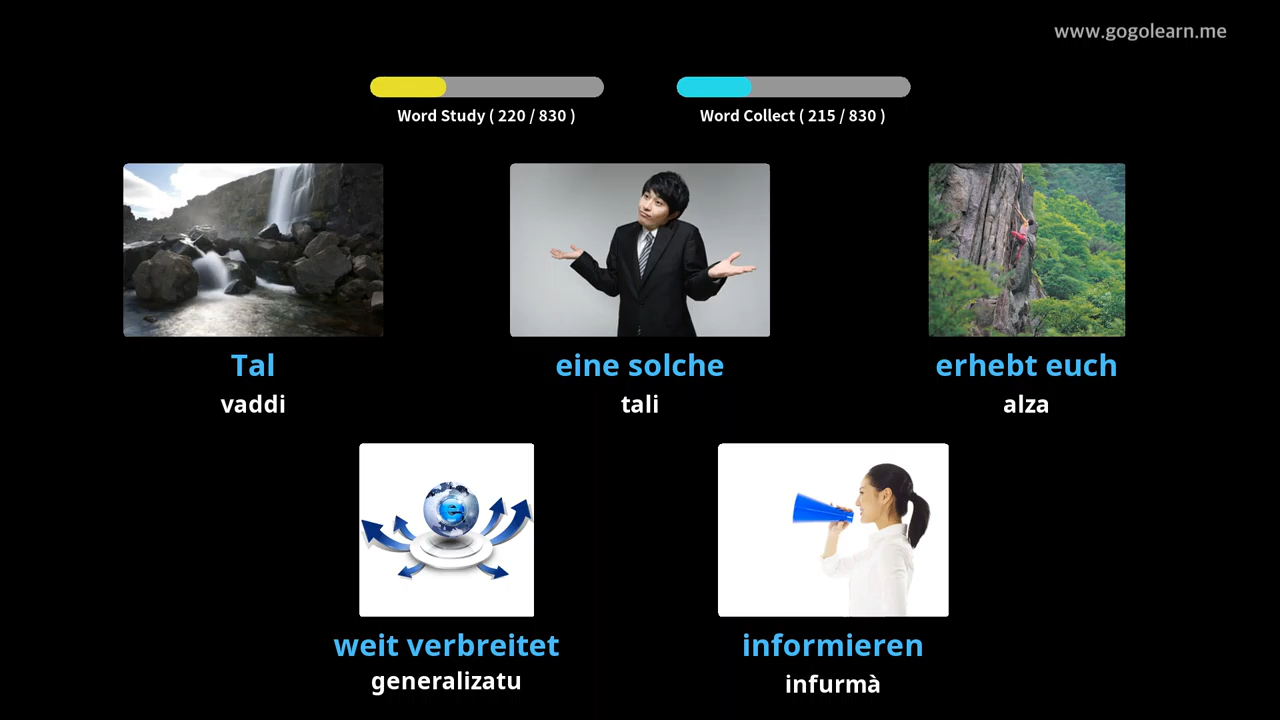 www.gogolearn.me
Word Study ( 220 / 830 )
Word Collect ( 215 / 830 )
Tal
vaddi
eine solche
tali
erhebt euch
alza
e
weit verbreitet
generalizatu
informieren
infurmà